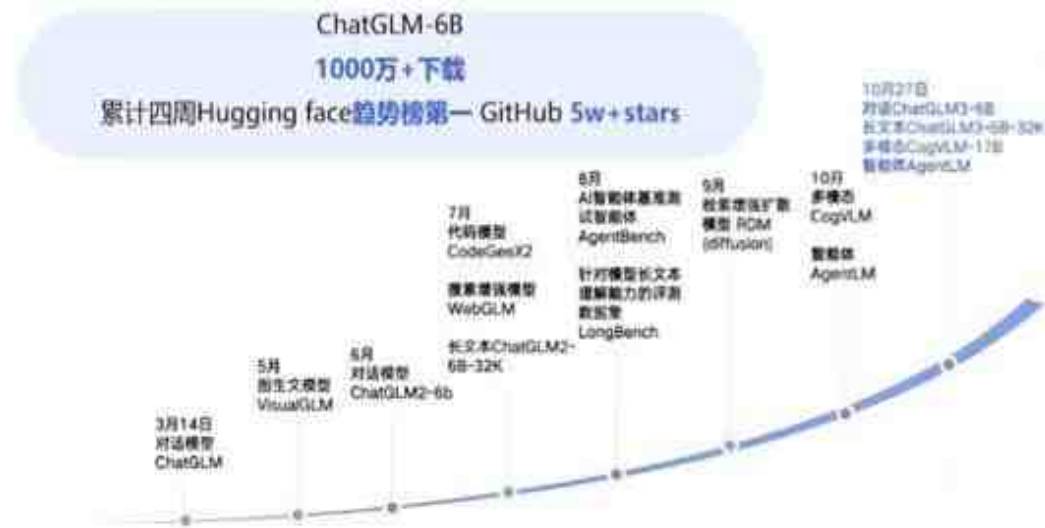 ChatGLM-6B
1000万+下载
累计四周Hugging face趋势榜第一 GitHub 5w+stars
3月14日
对话模型
ChatGLM
5月
图生文模型
VisualGLM
6月
对话模型
ChatGLM2-6b
7月
代码模型
CodeGeeX2
搜索增强模型
WebGLM
长文本ChatGLM2-
6B-32K
8月
AI智能体基准测
试智能体
AgentBench
针对模型长文本
理解能力的评测
数据集
LongBench
9月
检索增强扩散
模型 RDM
(diffusion)
10月
多模态
CogVLM
智能体
AgentLM
10月27日
对话ChatGLM3-6B
长文本ChatGLM3-6B-32K
多模态CogVLM-17B
智能体AgentLM